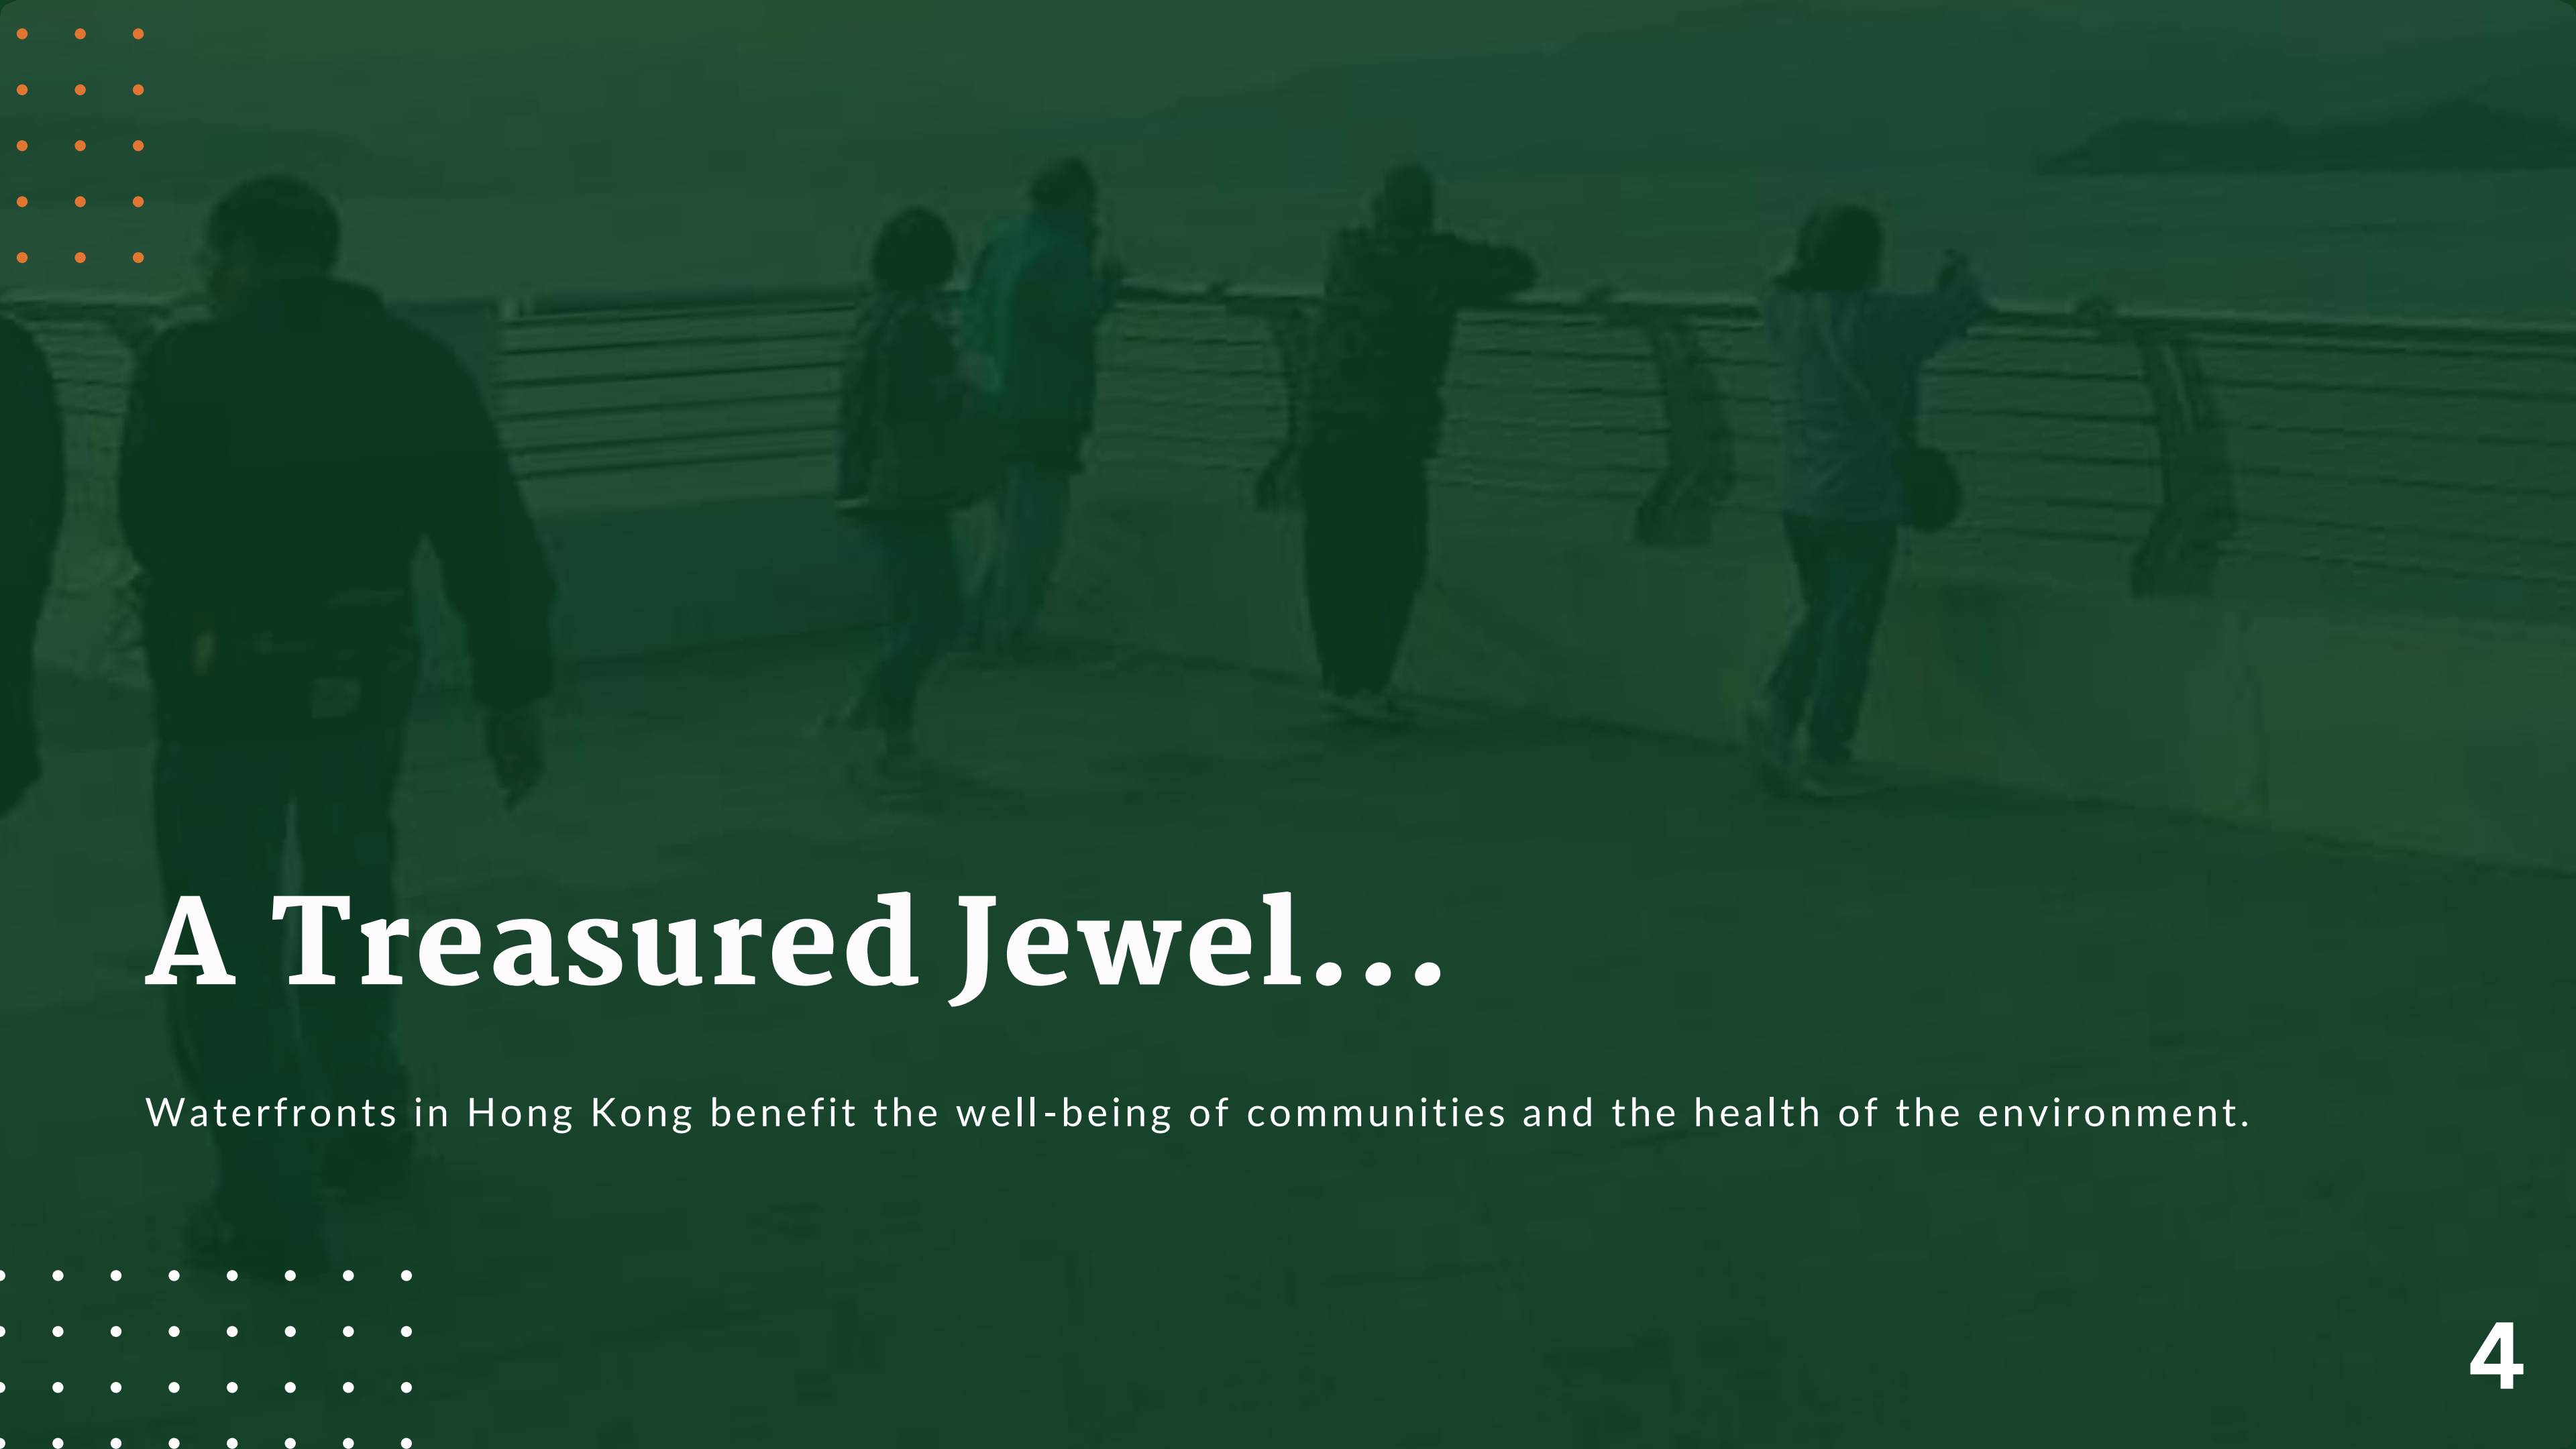 A Treasured Jewel...
Waterfronts in Hong Kong benefit the well-being of communities and the health of the environment.
4